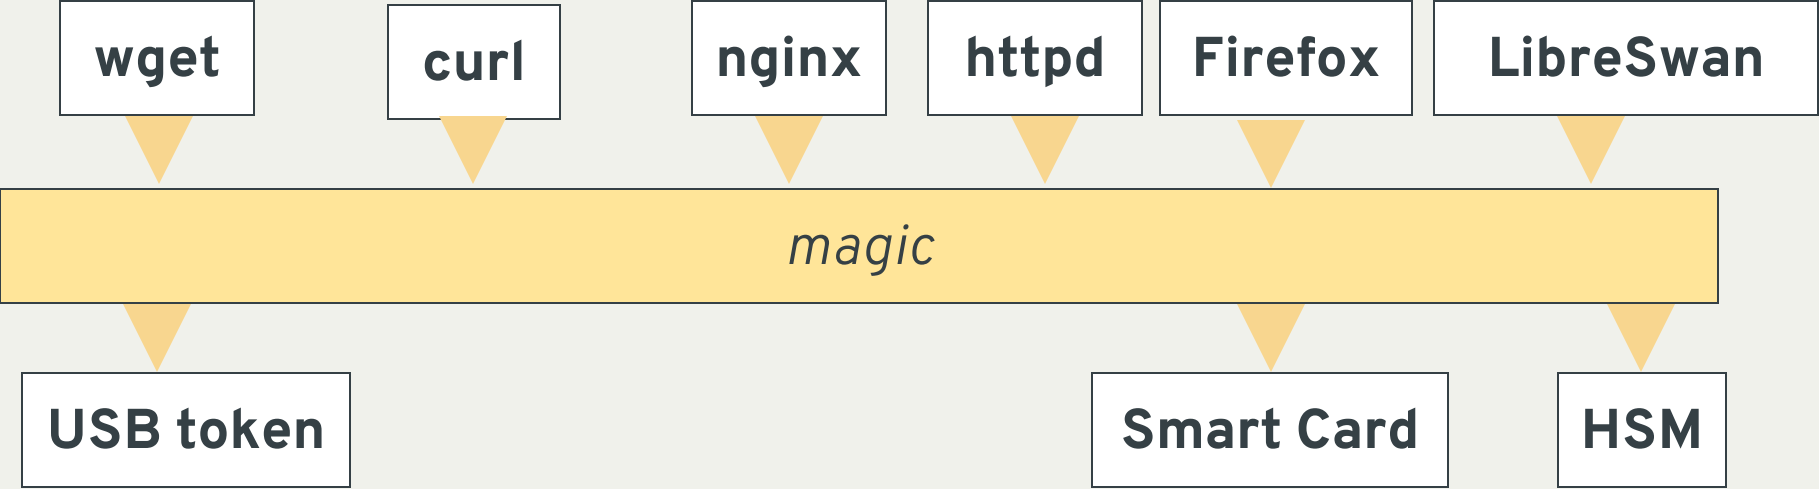 wget
curl
nginx
httpd
Firefox
LibreSwan
magic
USB token
Smart Card
HSM